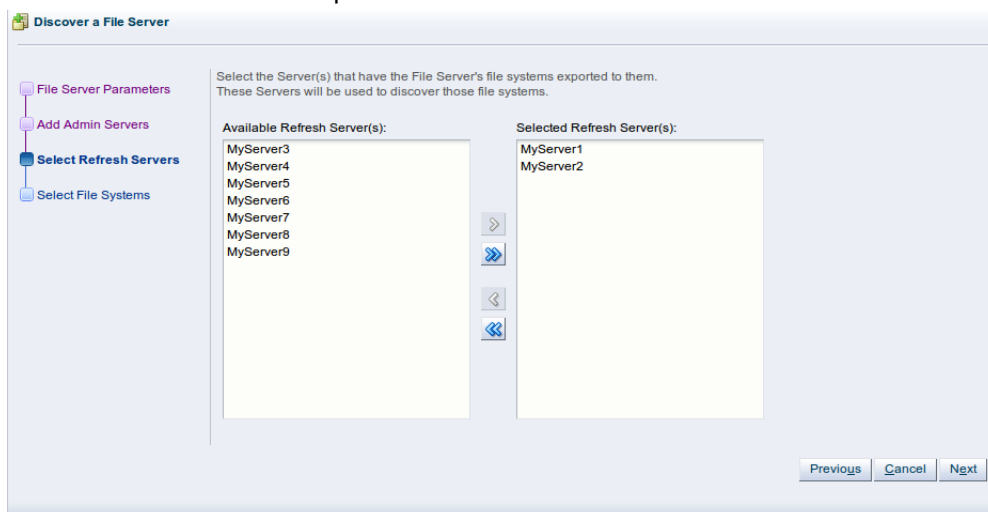 Discover a File Server
File Server Parameters
Add Admin Servers
Select Refresh Servers
Select File Systems
Select the Server(s) that have the File Server's file systems exported to them.
These Servers will be used to discover those file systems.
Available Refresh Server(s):
MyServer3
MyServer4
MyServer5
MyServer6
MyServer7
MyServer8
MyServer9
Selected Refresh Server(s):
MyServer1
MyServer2
Previous
Cancel
Next